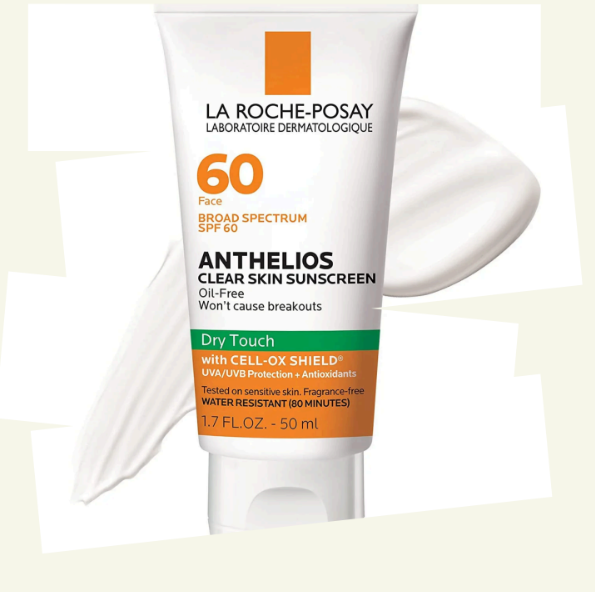 LA ROCHE-POSAY
LABORATOIRE DERMATOLOGIQUE
60
Face
BROAD SPECTRUM
SPF 60
ANTHELIOS
CLEAR SKIN SUNSCREEN
Oil-Free
Won't cause breakouts
Dry Touch
with CELL-OX SHIELD®
UVA/UVB Protection + Antioxidants
Tested on sensitive skin. Fragrance-free
WATER RESISTANT (80 MINUTES)
1.7 FL.OZ. - 50 ml